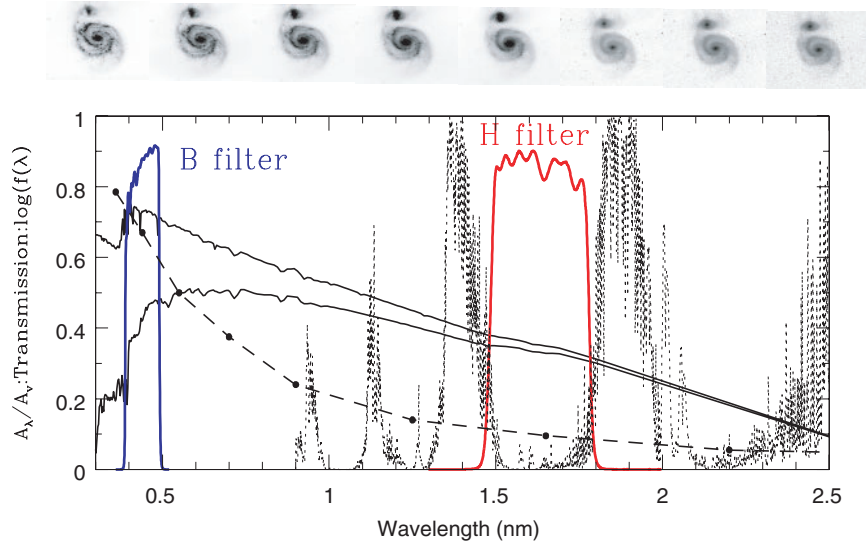 B filter
H filter
A_λ/A_v:Transmission:log(f(λ)
1
0.8
0.6
0.4
0.2
0
0.5
1
1.5
2
2.5
Wavelength (nm)